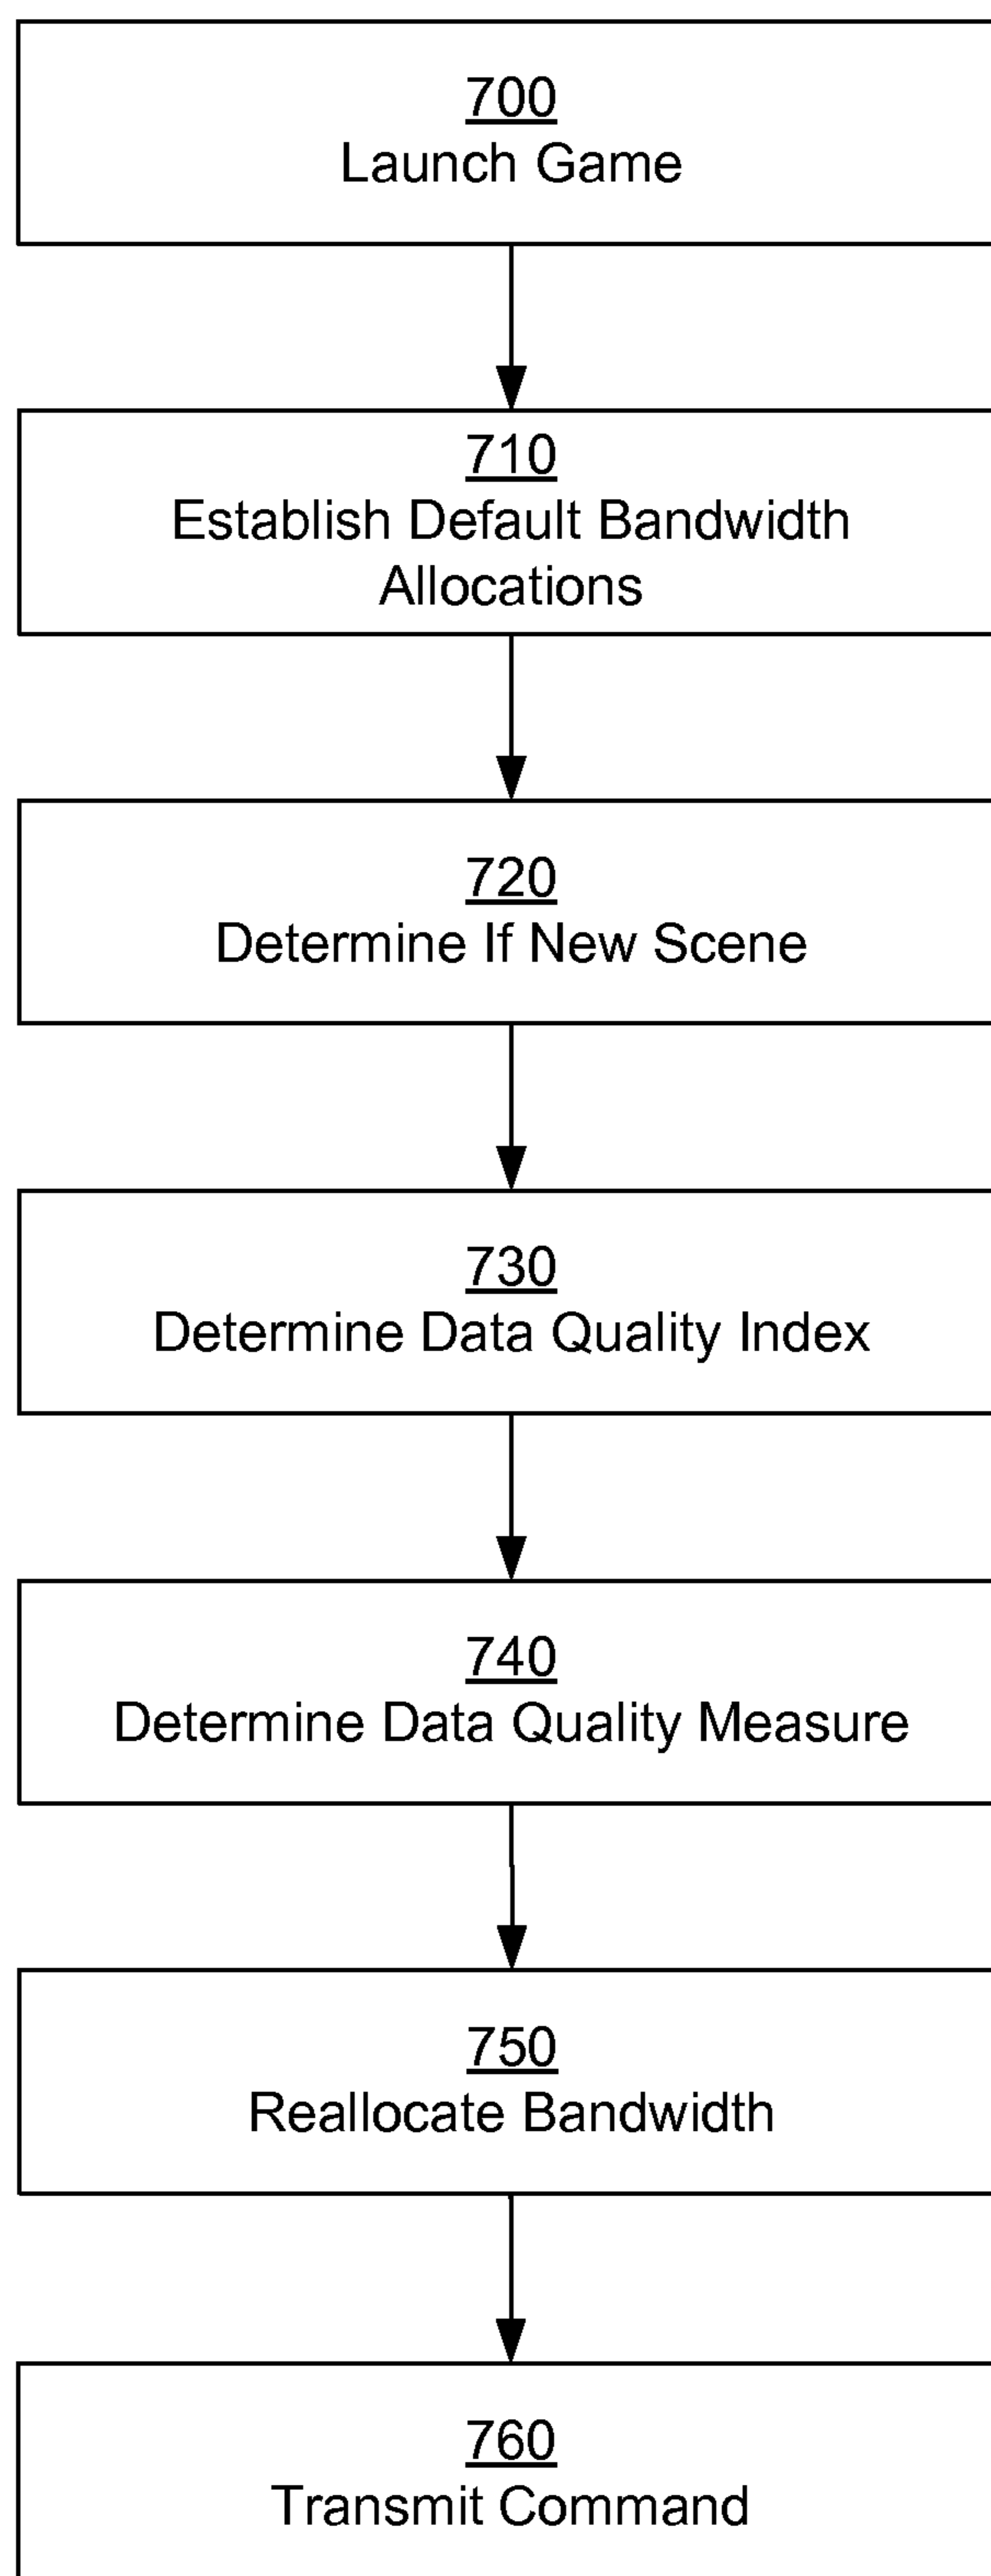 700
Launch Game
710
Establish Default Bandwidth
Allocations
720
Determine If New Scene
730
Determine Data Quality Index
740
Determine Data Quality Measure
750
Reallocate Bandwidth
760
Transmit Command